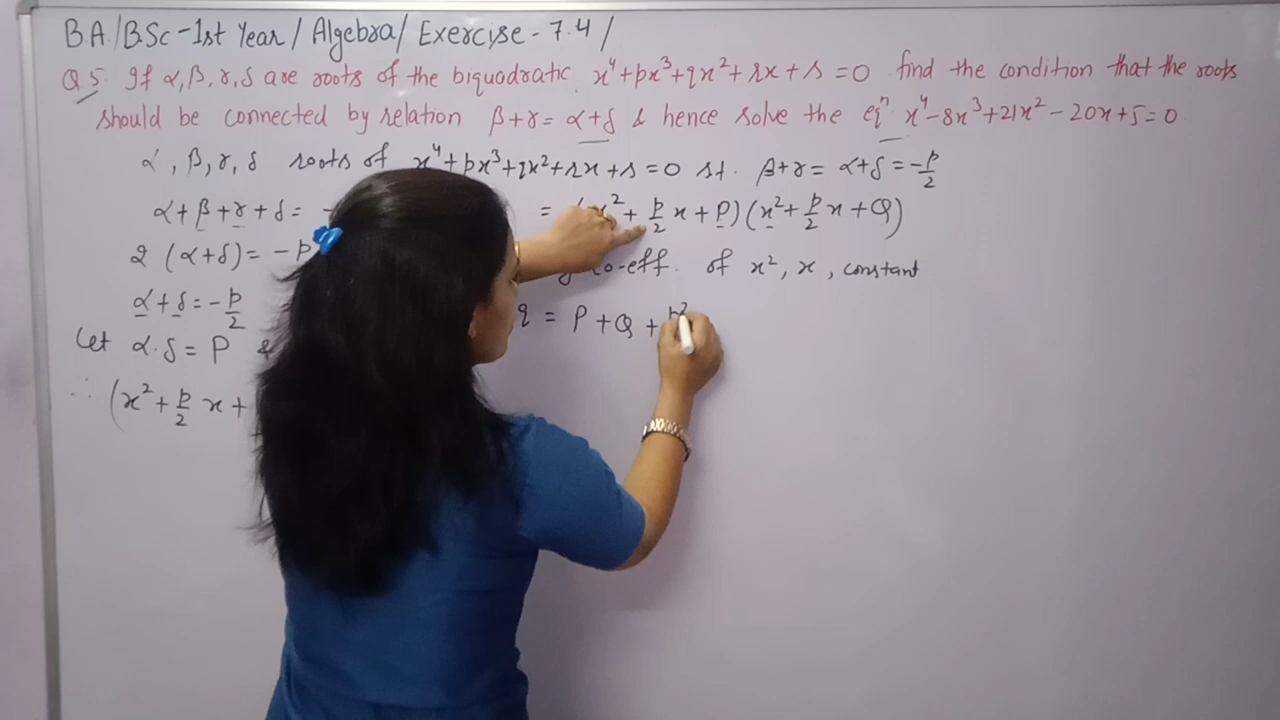 B.A./B.Sc-1st Year/ Algebra/ Exercise-7.4/
Q 5. If α, β, γ, δ are roots of the biquadratic x⁴+px³+qx²+rx+s=0 find the condition that the roots
should be connected by relation β+γ=α+δ & hence solve the eqⁿ x⁴-8x³+21x²-20x+5=0
α, β, γ, δ roots of x⁴+px³+qx²+rx+s=0 st. β+γ= α+δ=-p/2
α+β+γ+δ= = (x²+p/2 x+P)(x²+p/2 x+Q)
2 (α+δ)=-p co-eff. of x², x, constant
α+δ=-p/2 q = P+Q+p²
Let α.δ=P &
∴ (x²+p/2 x+